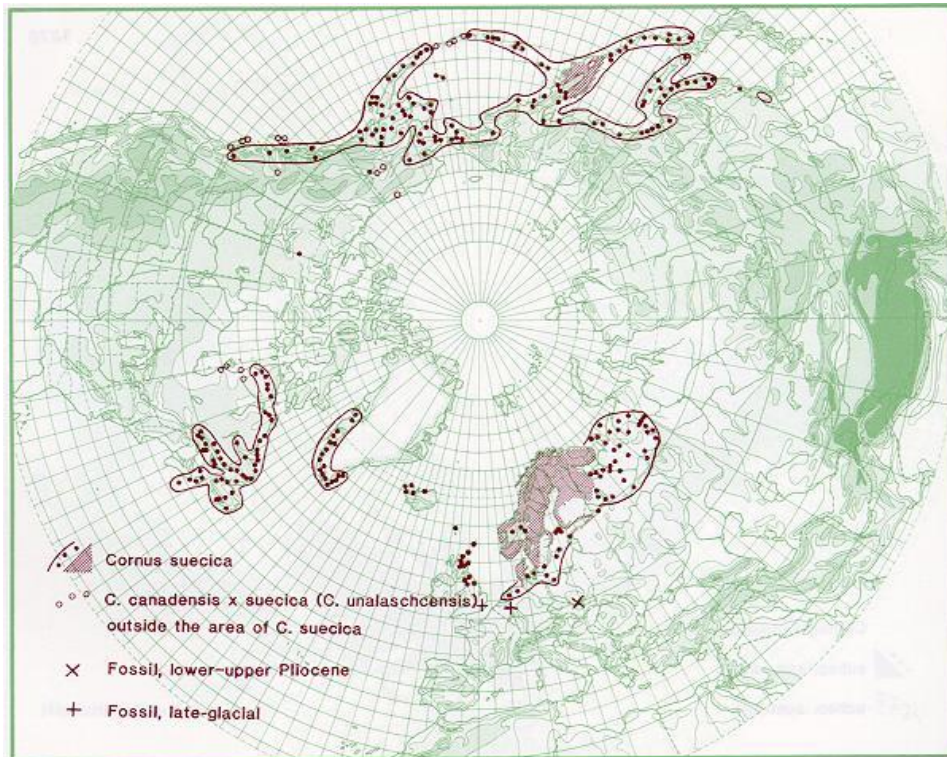 Cornus suecica
C. canadensis x suecica (C. unalaschcensis)
outside the area of C. suecica
Fossil, lower-upper Pliocene
Fossil, late-glacial